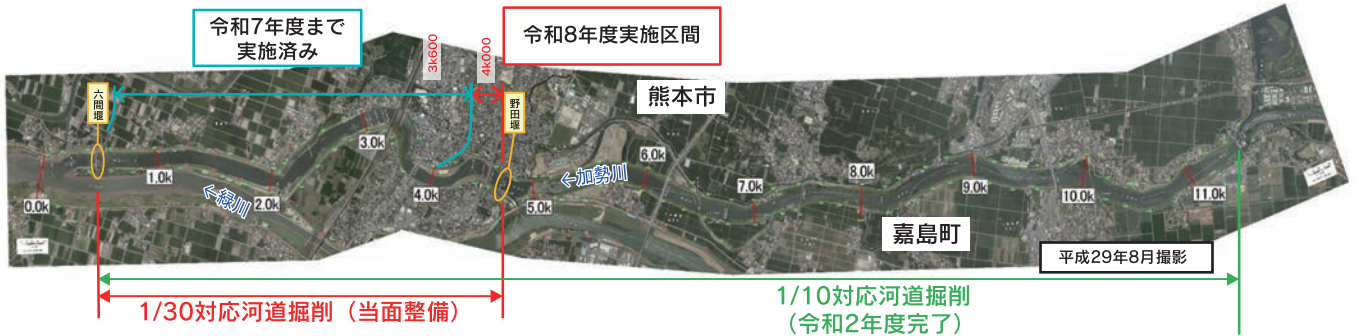 令和7年度まで
実施済み
3k600
4k000
令和8年度実施区間
六間堰
野田堰
熊本市
0.0k
1.0k
2.0k
3.0k
4.0k
5.0k
6.0k
7.0k
8.0k
9.0k
10.0k
11.0k
←緑川
←加勢川
嘉島町
平成29年8月撮影
1/30対応河道掘削（当面整備）
1/10対応河道掘削
（令和2年度完了）